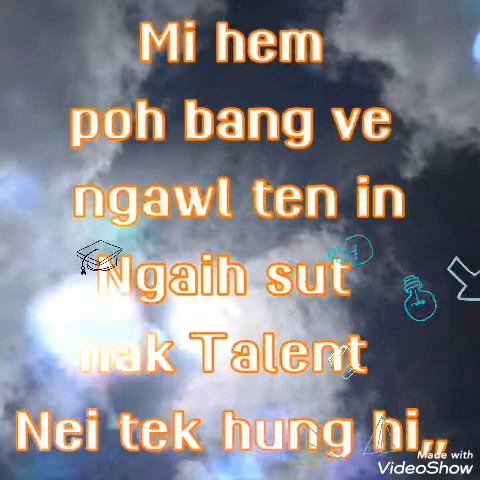 Mi hem
poh bang ve
ngawl ten in
Ngaih sut
nak Talent
Nei tek hung hi,,
Made with
VideoShow